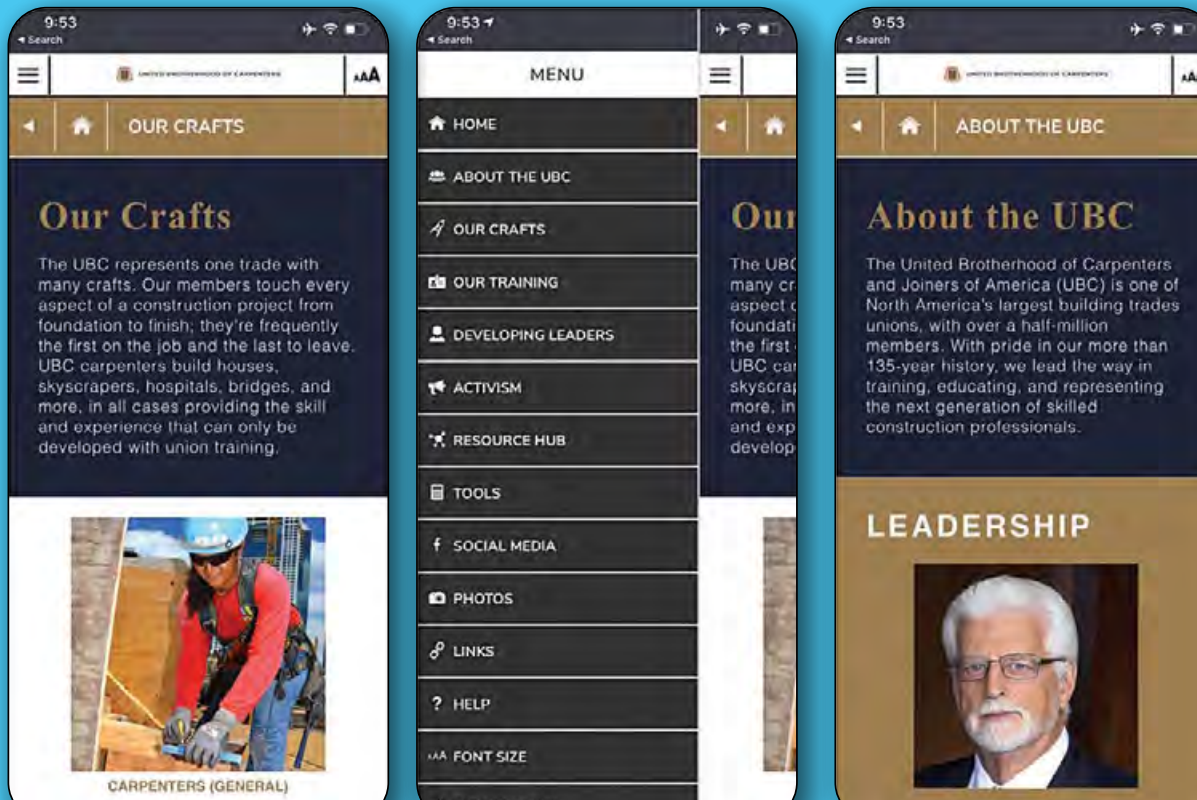 9:53
◄ Search
UNITED BROTHERHOOD OF CARPENTERS
AAA
OUR CRAFTS
Our Crafts
The UBC represents one trade with
many crafts. Our members touch every
aspect of a construction project from
foundation to finish; they're frequently
the first on the job and the last to leave.
UBC carpenters build houses,
skyscrapers, hospitals, bridges, and
more, in all cases providing the skill
and experience that can only be
developed with union training.
CARPENTERS (GENERAL)
9:53
◄ Search
MENU
HOME
ABOUT THE UBC
OUR CRAFTS
OUR TRAINING
DEVELOPING LEADERS
ACTIVISM
RESOURCE HUB
TOOLS
f SOCIAL MEDIA
PHOTOS
LINKS
? HELP
AAA FONT SIZE
Our
The UBC
many cr
aspect o
foundati
the first
UBC car
skyscrap
more, in
and exp
develop
9:53
◄ Search
UNITED BROTHERHOOD OF CARPENTERS
AA
ABOUT THE UBC
About the UBC
The United Brotherhood of Carpenters
and Joiners of America (UBC) is one of
North America's largest building trades
unions, with over a half-million
members. With pride in our more than
135-year history, we lead the way in
training, educating, and representing
the next generation of skilled
construction professionals.
LEADERSHIP